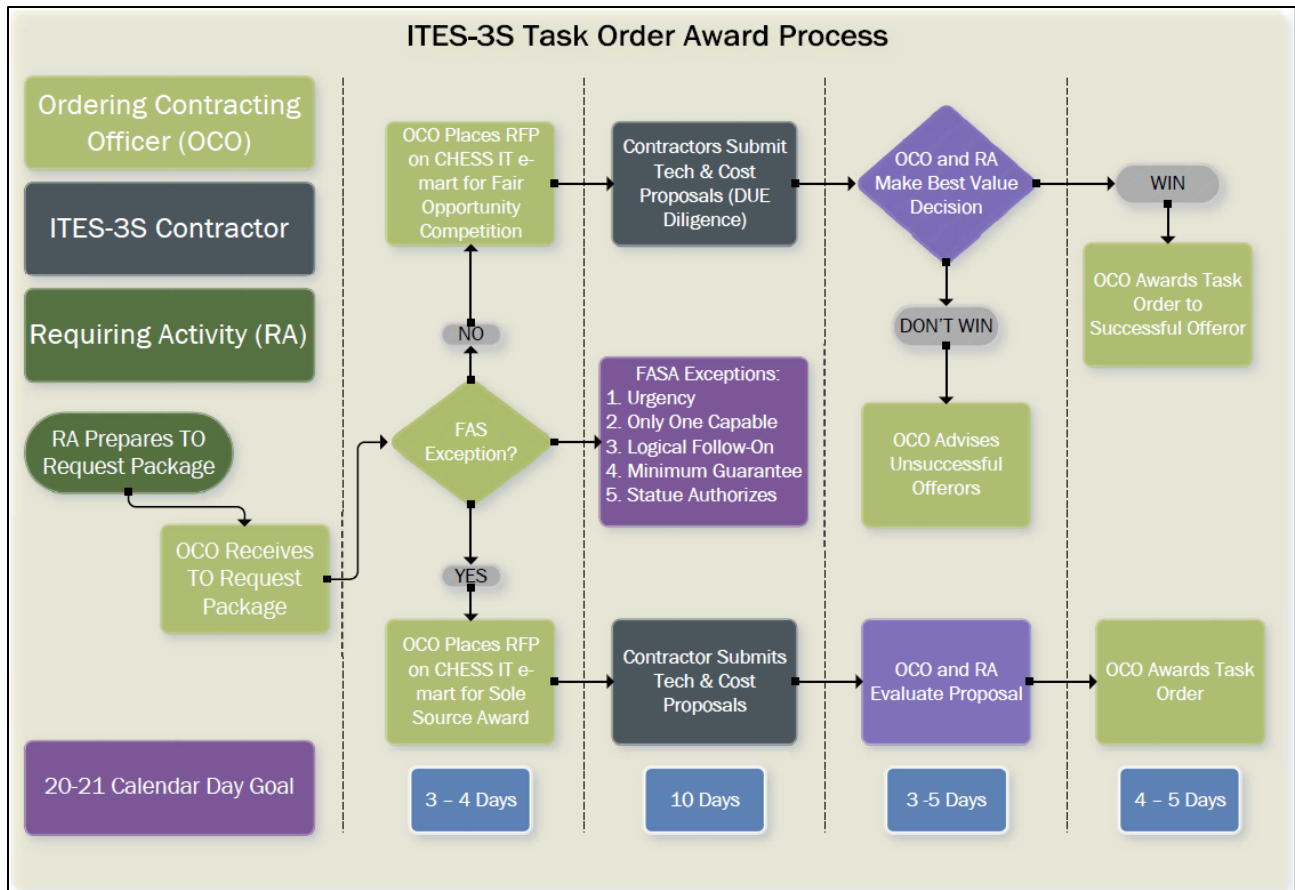 ITES-3S Task Order Award Process
Ordering Contracting
Officer (OCO)
ITES-3S Contractor
Requiring Activity (RA)
RA Prepares TO
Request Package
OCO Receives
TO Request
Package
20-21 Calendar Day Goal
OCO Places RFP
on CHESS IT e-
mart for Fair
Opportunity
Competition
NO
FAS
Exception?
YES
OCO Places RFP
on CHESS IT e-
mart for Sole
Source Award
3 – 4 Days
Contractors Submit
Tech & Cost
Proposals (DUE
Diligence)
FASA Exceptions:
1. Urgency
2. Only One Capable
3. Logical Follow-On
4. Minimum Guarantee
5. Statue Authorizes
Contractor Submits
Tech & Cost
Proposals
10 Days
OCO and RA
Make Best Value
Decision
DON'T WIN
OCO Advises
Unsuccessful
Offerors
OCO and RA
Evaluate Proposal
3 -5 Days
WIN
OCO Awards Task
Order to
Successful Offeror
OCO Awards Task
Order
4 – 5 Days